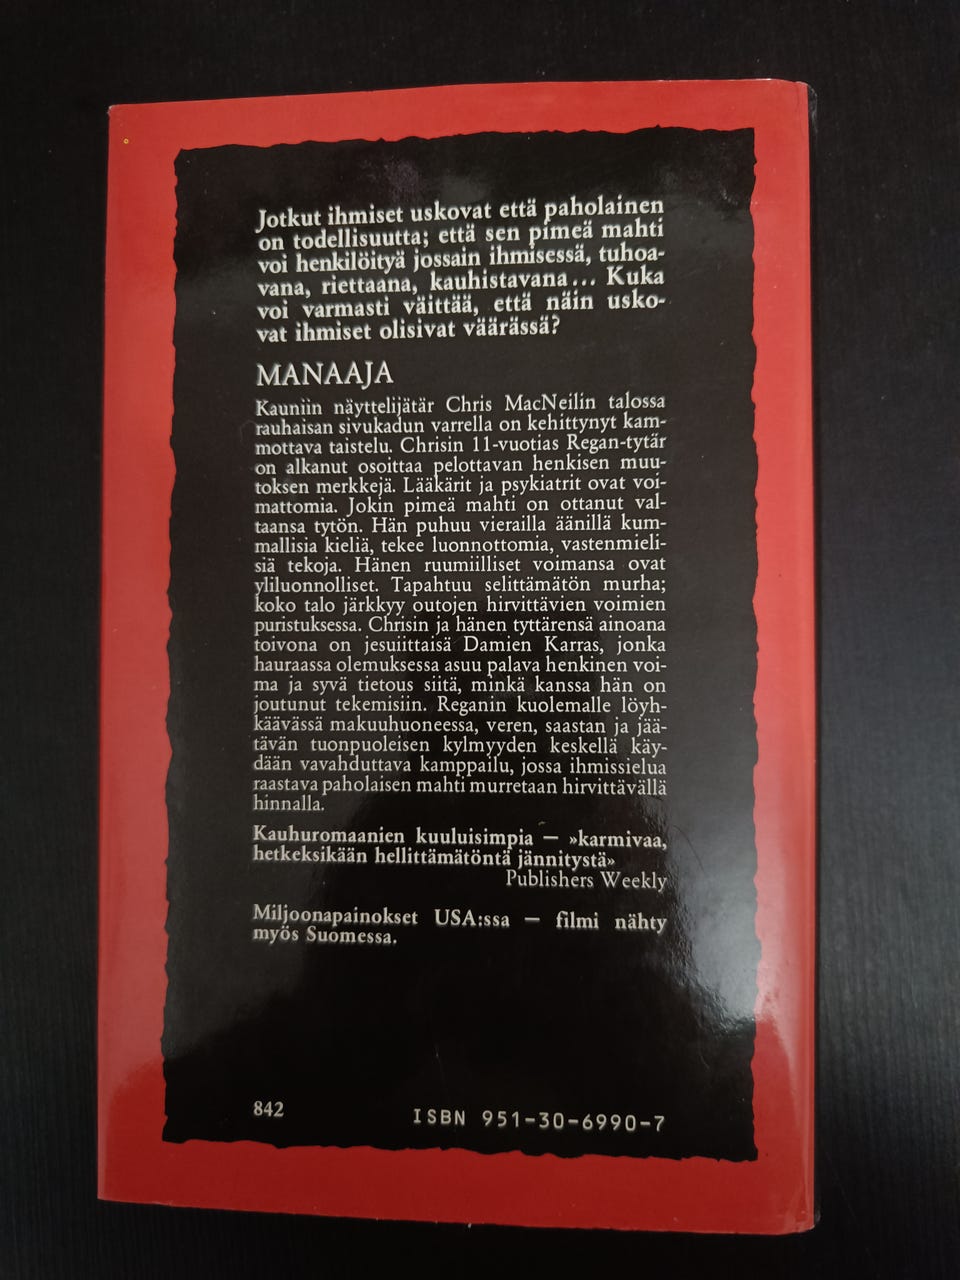 Jotkut ihmiset uskovat että paholainen
on todellisuutta; että sen pimeä mahti
voi henkilöityä jossain ihmisessä, tuhoa-
vana, riettaana, kauhistavana... Kuka
voi varmasti väittää, että näin usko-
vat ihmiset olisivat väärässä?
MANAAJA
Kauniin näyttelijätär Chris MacNeilin talossa
rauhaisan sivukadun varrella on kehittynyt kam-
mottava taistelu. Chrisin 11-vuotias Regan-tytär
on alkanut osoittaa pelottavan henkisen muu-
toksen merkkejä. Lääkärit ja psykiatrit ovat voi-
mattomia. Jokin pimeä mahti on ottanut val-
taansa tytön. Hän puhuu vierailla äänillä kum-
mallisia kieliä, tekee luonnottomia, vastenmieli-
siä tekoja. Hänen ruumiilliset voimansa ovat
yliluonnolliset. Tapahtuu selittämätön murha;
koko talo järkkyy outojen hirvittävien voimien
puristuksessa. Chrisin ja hänen tyttärensä ainoana
toivona on jesuiittaisä Damien Karras, jonka
hauraassa olemuksessa asuu palava henkinen voi-
ma ja syvä tietous siitä, minkä kanssa hän on
joutunut tekemisiin. Reganin kuolemalle löyh-
käävässä makuuhuoneessa, veren, saastan ja jää-
tävän tuonpuoleisen kylmyyden keskellä käy-
dään vavahduttava kamppailu, jossa ihmissielua
raastava paholaisen mahti murretaan hirvittävällä
hinnalla.
Kauhuromaanien kuuluisimpia – »karmivaa,
hetkeksikään hellittämätöntä jännitystä»
Publishers Weekly
Miljoonapainokset USA:ssa – filmi nähty
myös Suomessa.
842
ISBN 951-30-6990-7